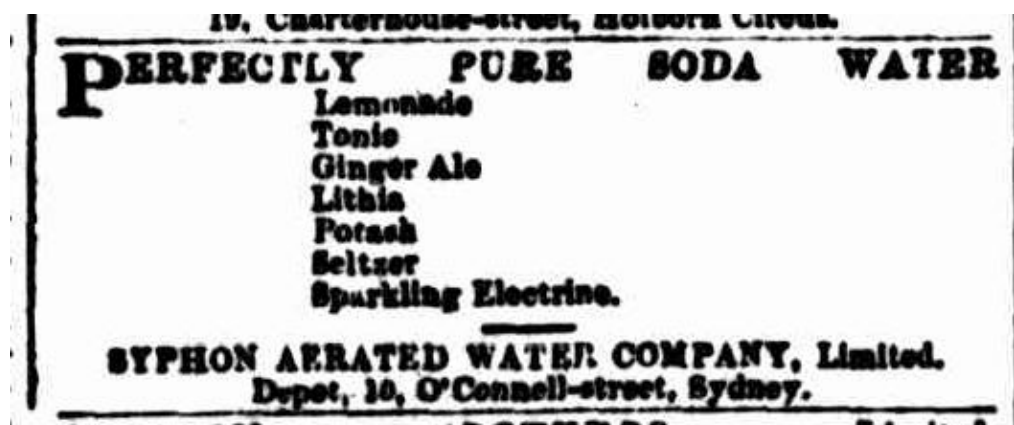 19, Charterhouse-street, Holborn Circus.
PERFECTLY PURE SODA WATER
Lemonade
Tonic
Ginger Ale
Lithia
Potash
Seltzer
Sparkling Electrine.
SYPHON AERATED WATER COMPANY, Limited.
Depot, 10, O'Connell-street, Sydney.